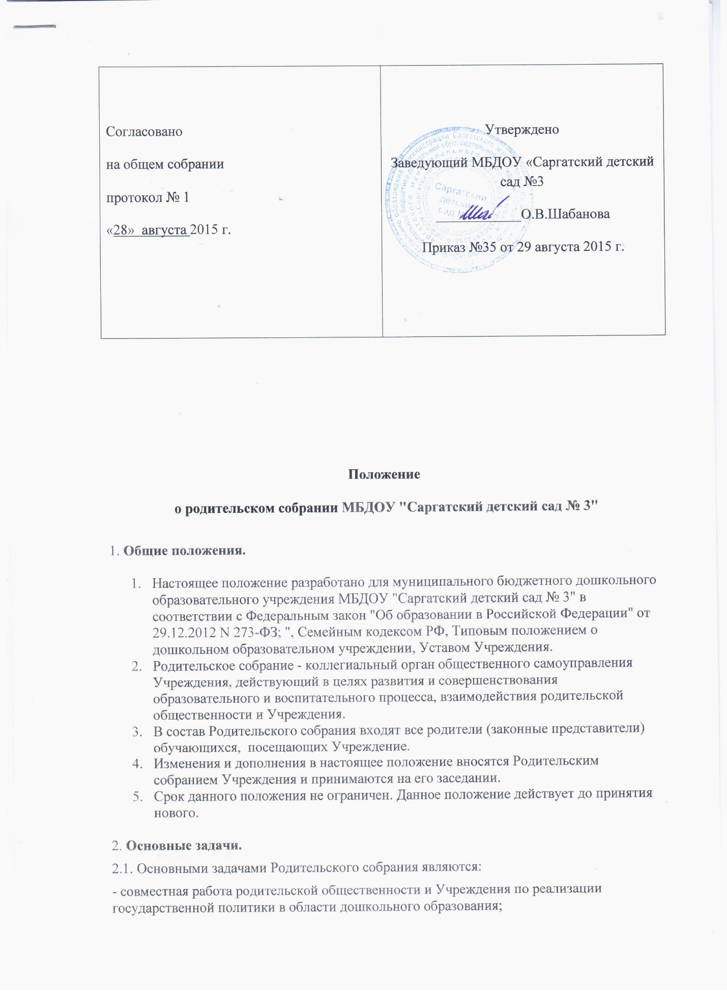 Согласовано
на общем собрании
протокол № 1
«28»  августа 2015 г.
Утверждено
Заведующий МБДОУ «Саргатский детский
сад №3
____________О.В.Шабанова
Приказ №35 от 29 августа 2015 г.
Саргатский
детский
сад
Положение
о родительском собрании МБДОУ "Саргатский детский сад № 3"
1. Общие положения.
1. Настоящее положение разработано для муниципального бюджетного дошкольного
образовательного учреждения МБДОУ "Саргатский детский сад № 3" в
соответствии с Федеральным закон "Об образовании в Российской Федерации" от
29.12.2012 N 273-ФЗ; ", Семейным кодексом РФ, Типовым положением о
дошкольном образовательном учреждении, Уставом Учреждения.
2. Родительское собрание - коллегиальный орган общественного самоуправления
Учреждения, действующий в целях развития и совершенствования
образовательного и воспитательного процесса, взаимодействия родительской
общественности и Учреждения.
3. В состав Родительского собрания входят все родители (законные представители)
обучающихся,  посещающих Учреждение.
4. Изменения и дополнения в настоящее положение вносятся Родительским
собранием Учреждения и принимаются на его заседании.
5. Срок данного положения не ограничен. Данное положение действует до принятия
нового.
2. Основные задачи.
2.1. Основными задачами Родительского собрания являются:
- совместная работа родительской общественности и Учреждения по реализации
государственной политики в области дошкольного образования;